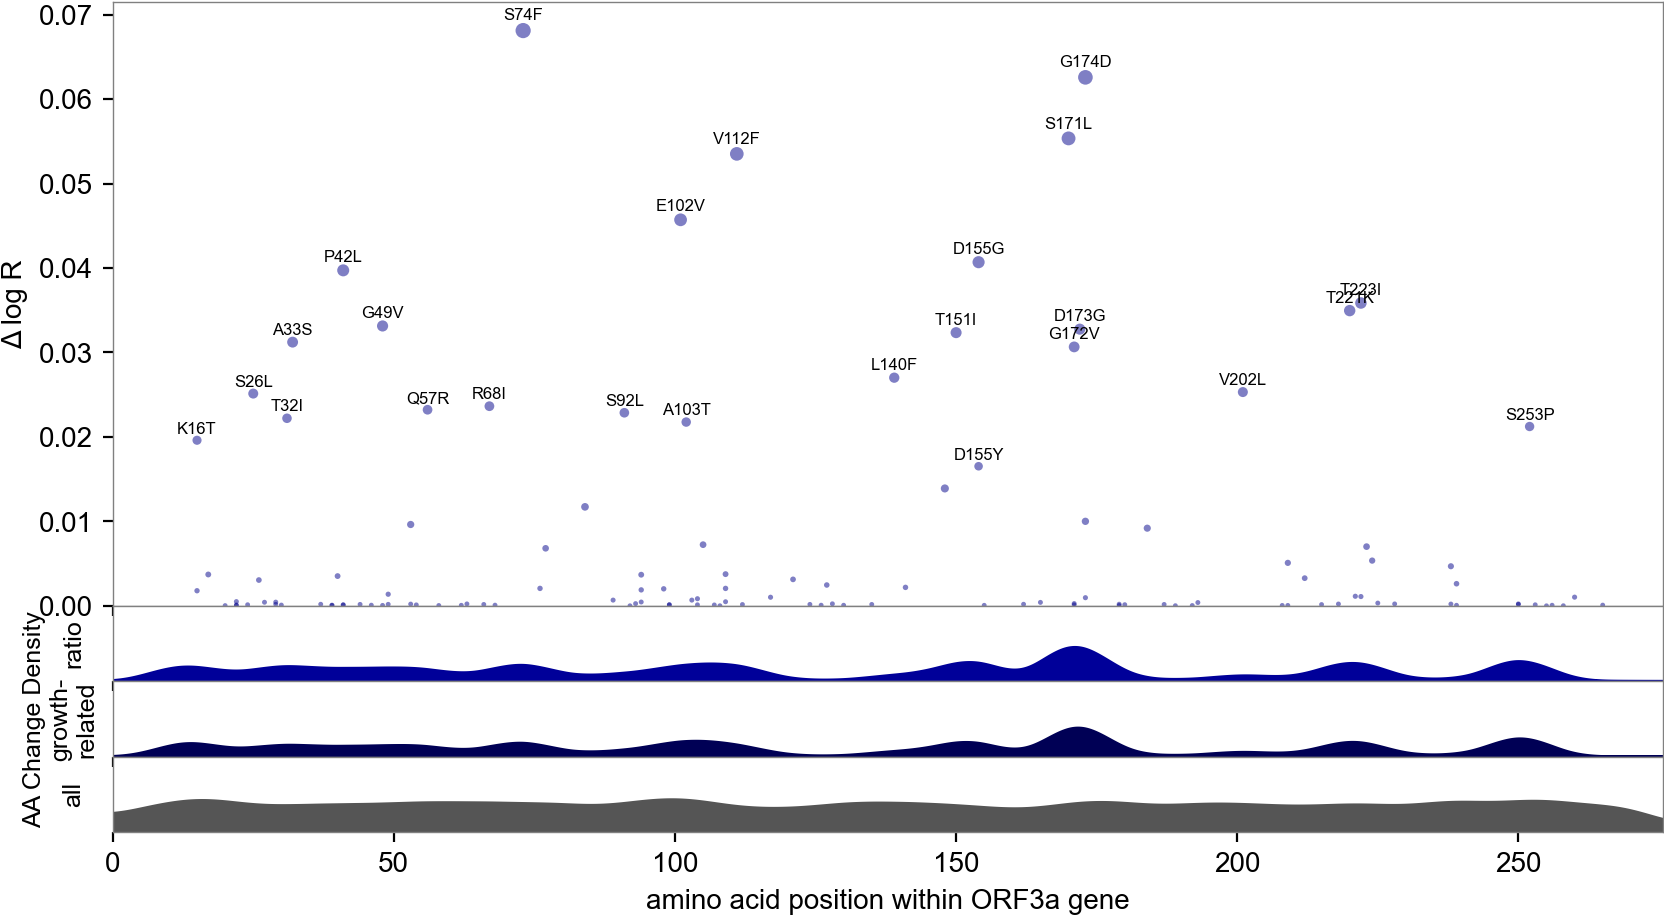 0.07
0.06
0.05
0.04
0.03
0.02
0.01
0.00
Δ log R
S74F
G174D
S171L
V112F
E102V
D155G
P42L
T223I
T221K
G49V
D173G
T151I
A33S
G172V
L140F
S26L
V202L
R68I
Q57R
S92L
T32I
A103T
S253P
K16T
D155Y
AA Change Density
ratio
growth-
related
all
0
50
100
150
200
250
amino acid position within ORF3a gene